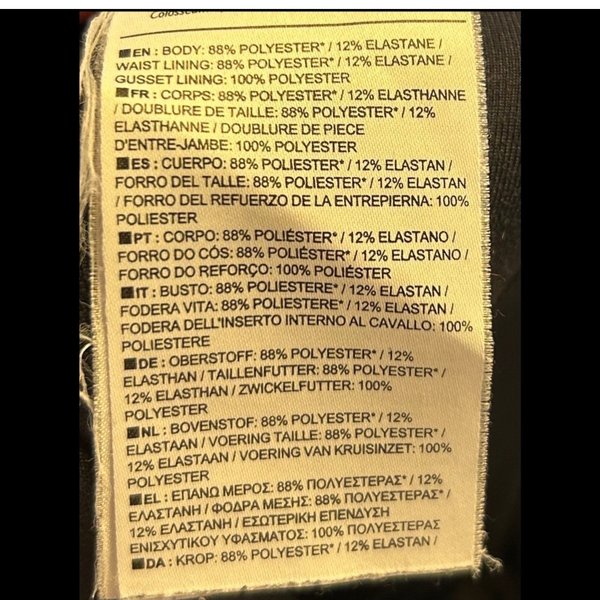 EN : BODY: 88% POLYESTER* / 12% ELASTANE /
WAIST LINING: 88% POLYESTER* / 12% ELASTANE /
GUSSET LINING: 100% POLYESTER
FR : CORPS: 88% POLYESTER* / 12% ELASTHANNE
/ DOUBLURE DE TAILLE: 88% POLYESTER* / 12%
ELASTHANNE / DOUBLURE DE PIECE
D'ENTRE-JAMBE: 100% POLYESTER
ES : CUERPO: 88% POLIESTER* / 12% ELASTAN /
FORRO DEL TALLE: 88% POLIESTER* / 12% ELASTAN
/ FORRO DEL REFUERZO DE LA ENTREPIERNA: 100%
POLIESTER
PT : CORPO: 88% POLIÉSTER* / 12% ELASTANO /
FORRO DO CÓS: 88% POLIÉSTER* / 12% ELASTANO /
FORRO DO REFORÇO: 100% POLIÉSTER
IT : BUSTO: 88% POLIESTERE* / 12% ELASTAN /
FODERA VITA: 88% POLIESTERE* / 12% ELASTAN /
FODERA DELL'INSERTO INTERNO AL CAVALLO: 100%
POLIESTERE
DE : OBERSTOFF: 88% POLYESTER* / 12%
ELASTHAN / TAILLENFUTTER: 88% POLYESTER* /
12% ELASTHAN / ZWICKELFUTTER: 100%
POLYESTER
NL : BOVENSTOF: 88% POLYESTER* / 12%
ELASTAAN / VOERING TAILLE: 88% POLYESTER* /
12% ELASTAAN / VOERING VAN KRUISINZET: 100%
POLYESTER
EL : ΕΠΑΝΩ ΜΕΡΟΣ: 88% ΠΟΛΥΕΣΤΕΡΑΣ* / 12%
ΕΛΑΣΤΑΝΗ / ΦΟΔΡΑ ΜΕΣΗΣ: 88% ΠΟΛΥΕΣΤΕΡΑΣ* /
12% ΕΛΑΣΤΑΝΗ / ΕΣΩΤΕΡΙΚΗ ΕΠΕΝΔΥΣΗ
ΕΝΙΣΧΥΤΙΚΟΥ ΥΦΑΣΜΑΤΟΣ: 100% ΠΟΛΥΕΣΤΕΡΑΣ
DA : KROP: 88% POLYESTER* / 12% ELASTAN /